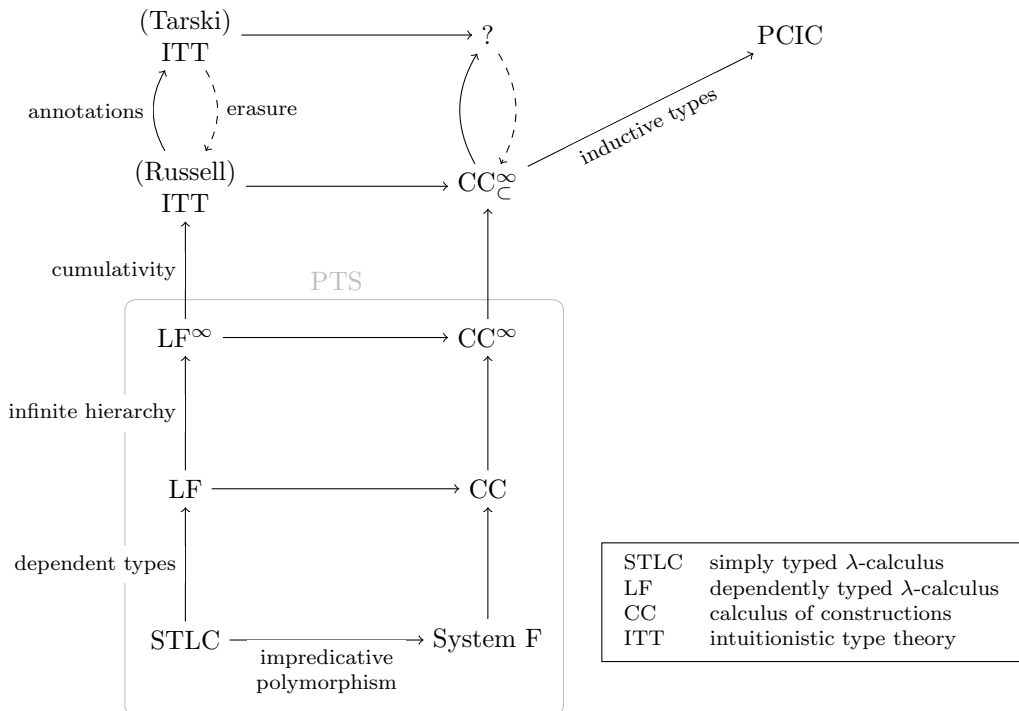 (Tarski)
ITT
?
PCIC
annotations
erasure
inductive types
(Russell)
ITT
CC∞⊂
cumulativity
PTS
LF∞
CC∞
infinite hierarchy
LF
CC
dependent types
STLC
System F
impredicative
polymorphism
STLC simply typed λ-calculus
LF dependently typed λ-calculus
CC calculus of constructions
ITT intuitionistic type theory